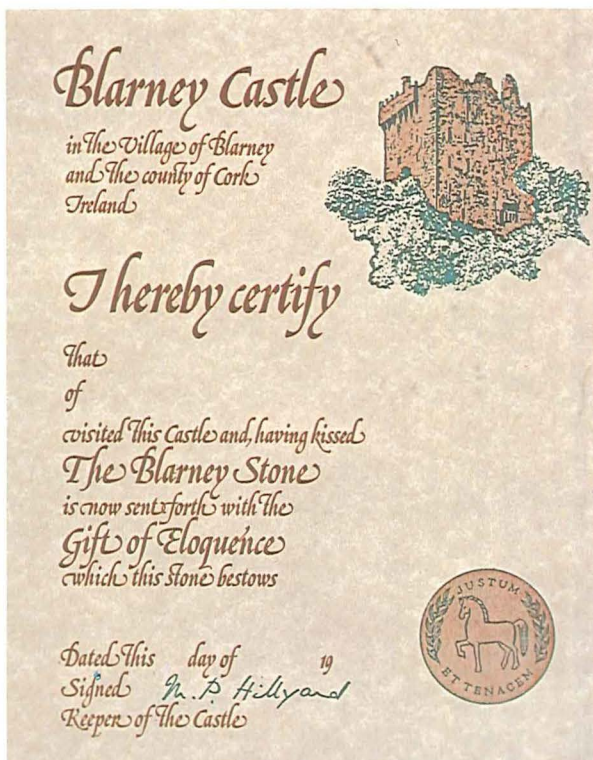 Blarney Castle
in the Village of Blarney
and the county of Cork
Ireland
I hereby certify
that
of
visited this Castle and, having kissed
The Blarney Stone
is now sent forth with the
Gift of Eloquence
which this stone bestows
Dated this day of 19
Signed M. P. Hillyard
Keeper of the Castle
JUSTUM
ET TENACEM